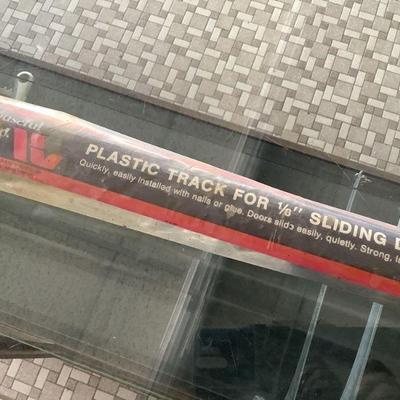 PLASTIC TRACK FOR 1/8" SLIDING D
Quickly, easily installed with nails or glue. Doors slide easily, quietly. Strong,